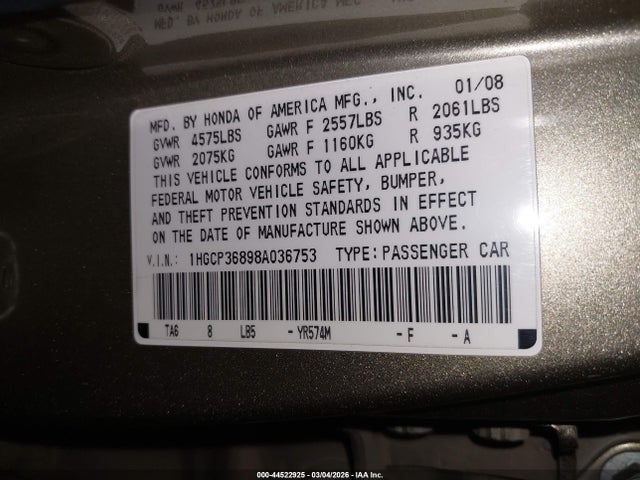 MFD. BY HONDA OF AMERICA MFG., INC. 01/08
GVWR 4575LBS GAWR F 2557LBS R 2061LBS
GVWR 2075KG GAWR F 1160KG R 935KG
THIS VEHICLE CONFORMS TO ALL APPLICABLE
FEDERAL MOTOR VEHICLE SAFETY, BUMPER,
AND THEFT PREVENTION STANDARDS IN EFFECT
ON THE DATE OF MANUFACTURE SHOWN ABOVE.
V.I.N.: 1HGCP36898A036753 TYPE: PASSENGER CAR
TA6 8 LB5 -YR574M -F -A
000-44522925 - 03/04/2026 - IAA Inc.